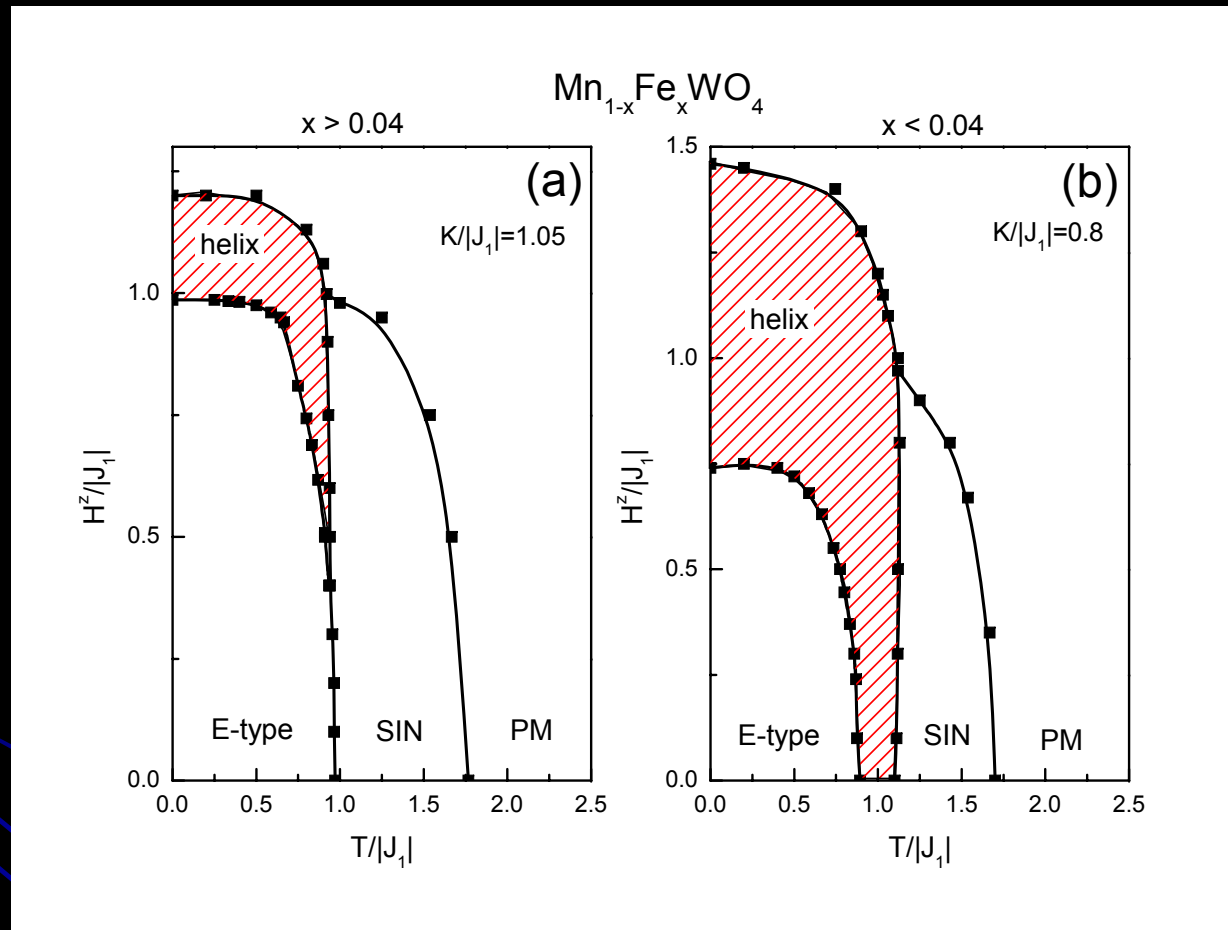 Mn₁₋ₓFeₓWO₄
x > 0.04
x < 0.04
(a)
K/|J₁|=1.05
helix
E-type
SIN
PM
1.0
0.5
0.0
0.0 0.5 1.0 1.5 2.0 2.5
Hᶻ/|J₁|
T/|J₁|
(b)
K/|J₁|=0.8
helix
E-type
SIN
PM
1.5
1.0
0.5
0.0
0.0 0.5 1.0 1.5 2.0 2.5
Hᶻ/|J₁|
T/|J₁|